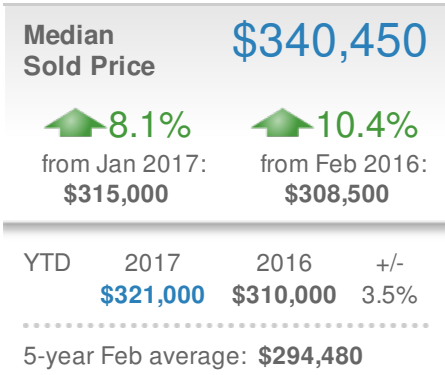 Median $340,450
Sold Price
8.1% 10.4%
from Jan 2017: from Feb 2016:
$315,000 $308,500
YTD 2017 2016 +/-
$321,000 $310,000 3.5%
5-year Feb average: $294,480